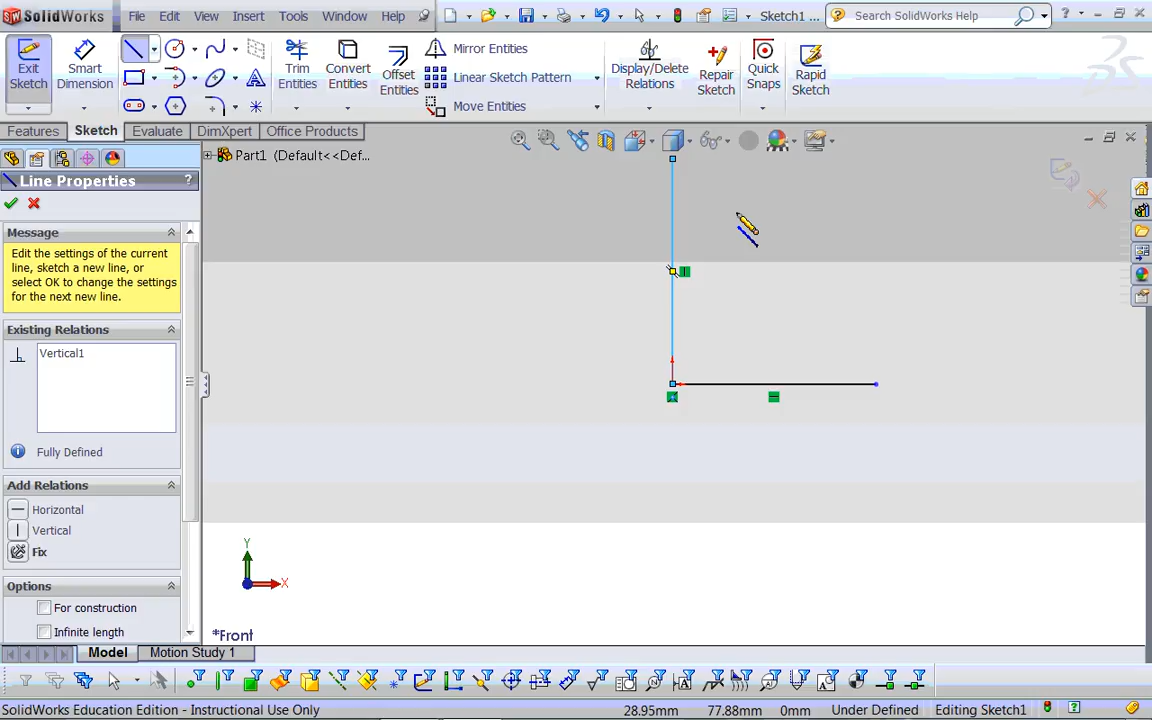 SolidWorks File Edit View Insert Tools Window Help Sketch1 ... Search SolidWorks Help
Exit Sketch
Smart Dimension
Trim Entities
Convert Entities
Offset Entities
Mirror Entities
Linear Sketch Pattern
Move Entities
Display/Delete Relations
Repair Sketch
Quick Snaps
Rapid Sketch
Features Sketch Evaluate DimXpert Office Products
Part1 (Default<<Def...
Line Properties ?
Message
Edit the settings of the current
line, sketch a new line, or
select OK to change the settings
for the next new line.
Existing Relations
Vertical1
Fully Defined
Add Relations
Horizontal
Vertical
Fix
Options
For construction
Infinite length
Y
X
*Front
Model Motion Study 1
SolidWorks Education Edition - Instructional Use Only 28.95mm 77.88mm 0mm Under Defined Editing Sketch1